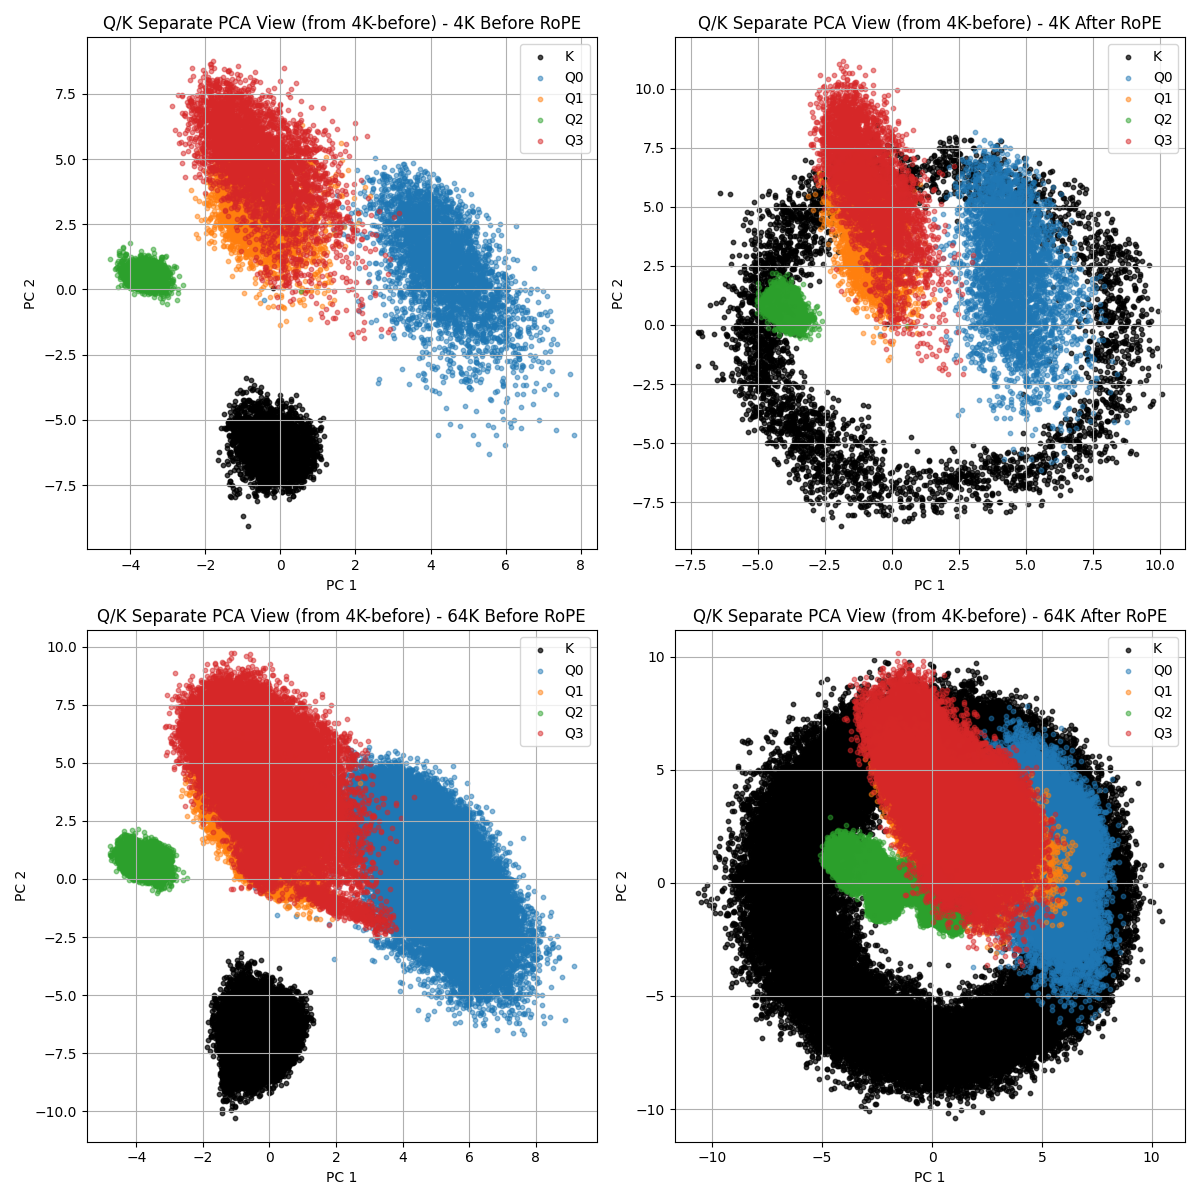 Q/K Separate PCA View (from 4K-before) - 4K Before RoPE
K
Q0
Q1
Q2
Q3
7.5
5.0
2.5
0.0
−2.5
−5.0
−7.5
PC 2
−4
−2
0
2
4
6
8
PC 1
Q/K Separate PCA View (from 4K-before) - 4K After RoPE
K
Q0
Q1
Q2
Q3
10.0
7.5
5.0
2.5
0.0
−2.5
−5.0
−7.5
PC 2
−7.5
−5.0
−2.5
0.0
2.5
5.0
7.5
10.0
PC 1
Q/K Separate PCA View (from 4K-before) - 64K Before RoPE
K
Q0
Q1
Q2
Q3
10.0
7.5
5.0
2.5
0.0
−2.5
−5.0
−7.5
−10.0
PC 2
−4
−2
0
2
4
6
8
PC 1
Q/K Separate PCA View (from 4K-before) - 64K After RoPE
K
Q0
Q1
Q2
Q3
10
5
0
−5
−10
PC 2
−10
−5
0
5
10
PC 1